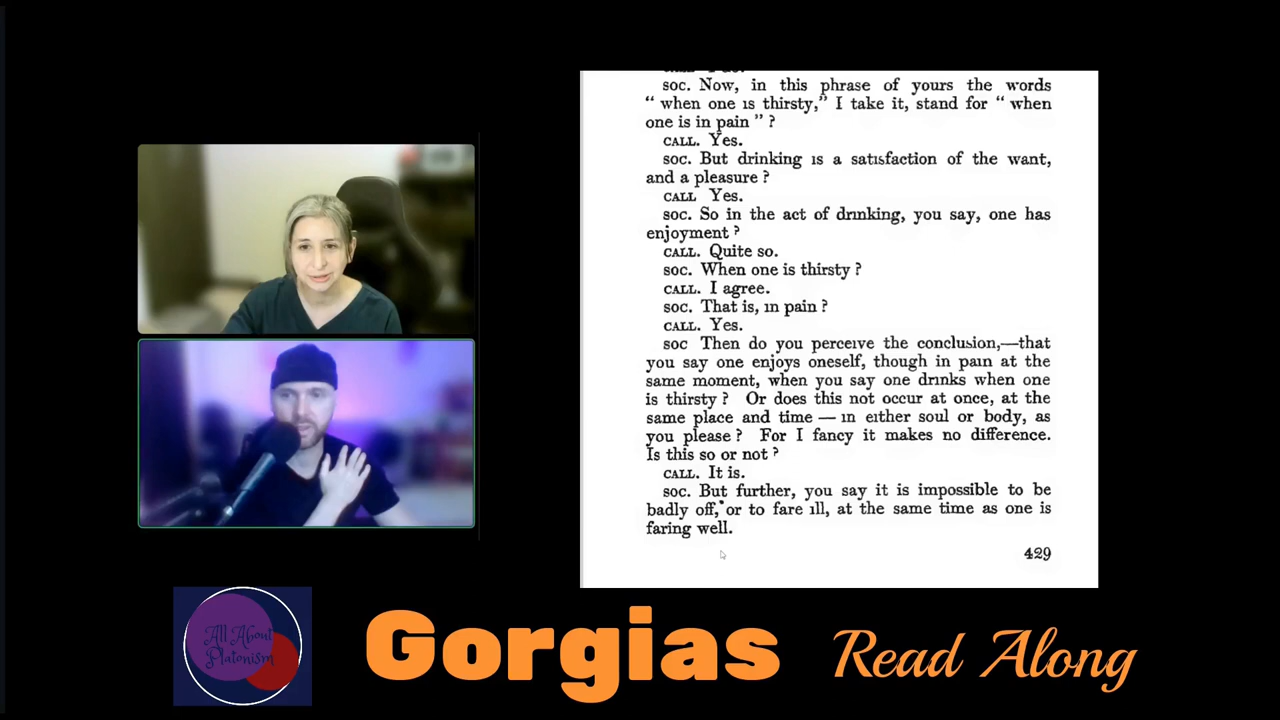 soc. Now, in this phrase of yours the words
“ when one is thirsty,” I take it, stand for “ when
one is in pain ” ?
CALL. Yes.
soc. But drinking is a satisfaction of the want,
and a pleasure ?
CALL Yes.
soc. So in the act of drinking, you say, one has
enjoyment ?
CALL. Quite so.
soc. When one is thirsty ?
CALL. I agree.
soc. That is, in pain ?
CALL. Yes.
soc Then do you perceive the conclusion,—that
you say one enjoys oneself, though in pain at the
same moment, when you say one drinks when one
is thirsty ? Or does this not occur at once, at the
same place and time — in either soul or body, as
you please ? For I fancy it makes no difference.
Is this so or not ?
CALL. It is.
soc. But further, you say it is impossible to be
badly off, or to fare ill, at the same time as one is
faring well.
429
All About
Platonism
Gorgias Read Along